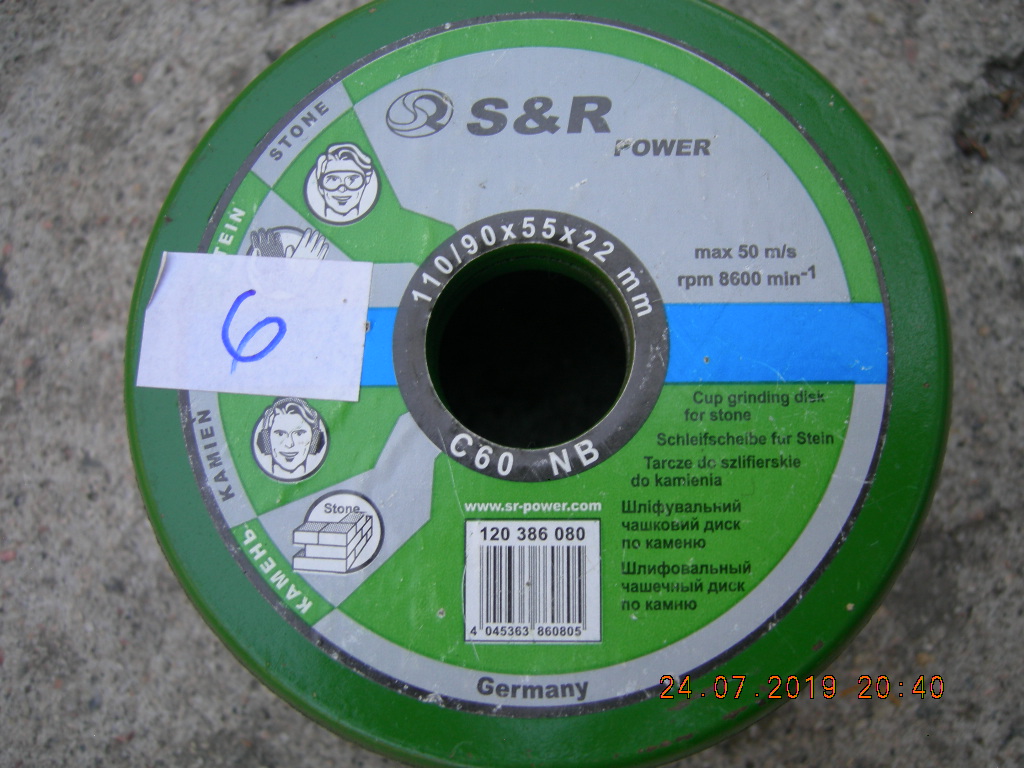 STONE
S&R
POWER
TEIN
110/90x55x22 mm
max 50 m/s
rpm 8600 min-1
6
C60 NB
Cup grinding disk
for stone
Schleifscheibe fur Stein
Tarcze do szlifierskie
do kamienia
Шліфувальний
чашковий диск
по каменю
Шлифовальный
чашечный диск
по камню
KAMIEN
Stone
КАМЕНЬ
www.sr-power.com
120 386 080
4 045363 860805
Germany
24.07.2019 20:40